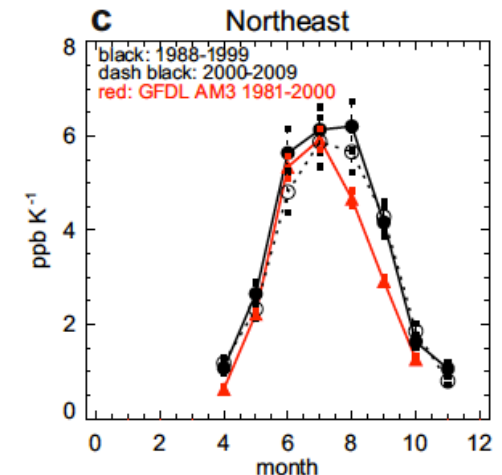 C Northeast
8
black: 1988-1999
dash black: 2000-2009
red: GFDL AM3 1981-2000
6
ppb K⁻¹
4
2
0
0 2 4 6 8 10 12
month